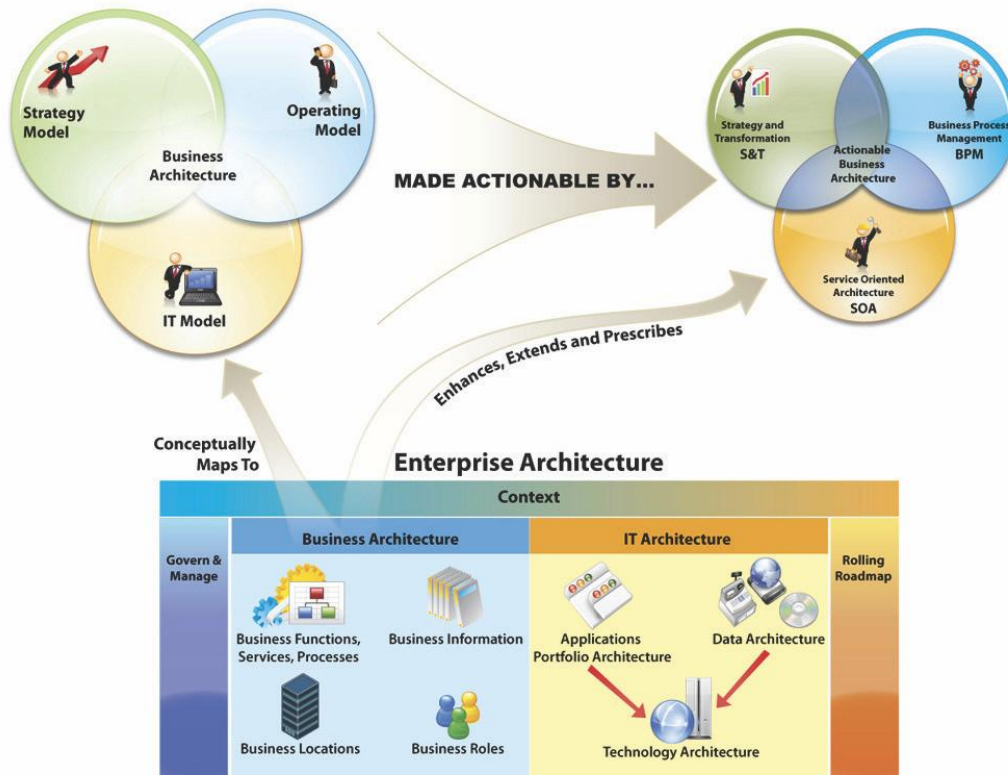 Strategy
Model
Operating
Model
Business
Architecture
IT Model
MADE ACTIONABLE BY...
Strategy and
Transformation
S&T
Business Process
Management
BPM
Actionable
Business
Architecture
Service Oriented
Architecture
SOA
Enhances, Extends and Prescribes
Conceptually
Maps To
Enterprise Architecture
Context
Govern &
Manage
Business Architecture
IT Architecture
Rolling
Roadmap
Business Functions,
Services, Processes
Business Information
Applications
Portfolio Architecture
Data Architecture
Business Locations
Business Roles
Technology Architecture